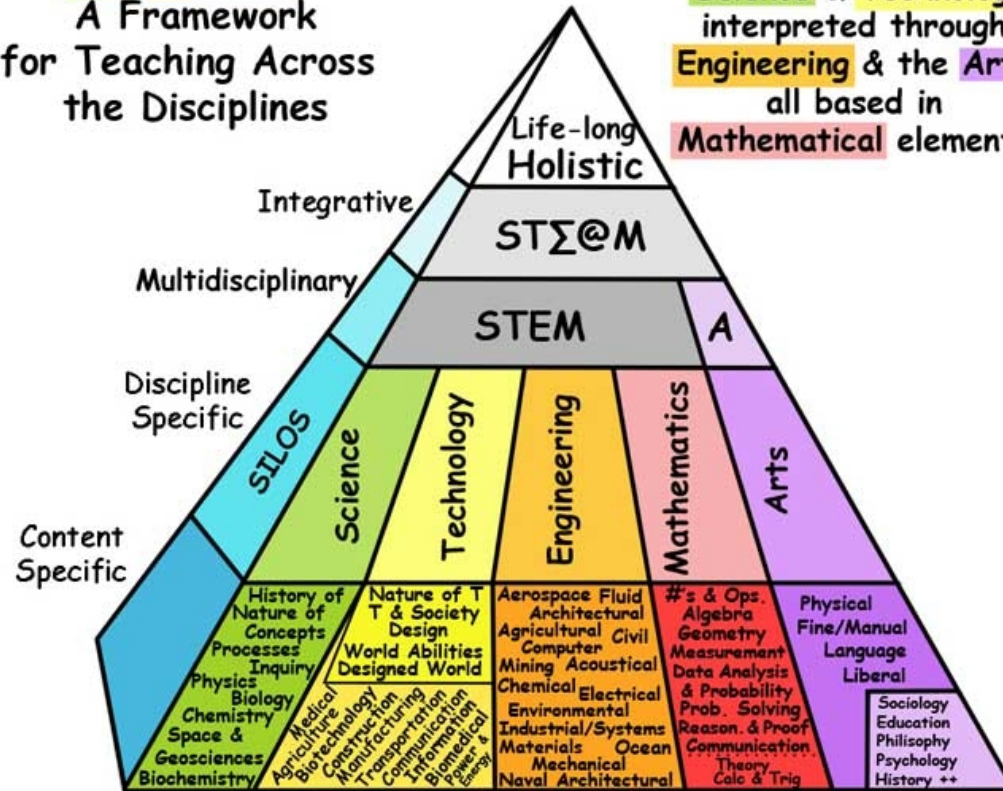 A Framework
for Teaching Across
the Disciplines
interpreted through
Engineering & the
all based in
Mathematical
Life-long
Holistic
Integrative
STΣ@M
Multidisciplinary
STEM
A
Discipline
Specific
SILOS
Science
Technology
Engineering
Mathematics
Arts
Content
Specific
History of
Nature of
Concepts
Processes
Inquiry
Physics
Biology
Chemistry
Space &
Geosciences
Biochemistry
Nature of T
T & Society
Design
World Abilities
Designed World
Medical
Agriculture
Biotechnology
Construction
Manufacturing
Transportation
Communication
Information
Biomedical
Power &
Energy
Aerospace Fluid
Architectural
Agricultural Civil
Computer
Mining Acoustical
Chemical Electrical
Environmental
Industrial/Systems
Materials Ocean
Mechanical
Naval Architectural
#'s & Ops.
Algebra
Geometry
Measurement
Data Analysis
& Probability
Prob. Solving
Reason. & Proof
Communication
Theory
Calc & Trig
Physical
Fine/Manual
Language
Liberal
Sociology
Education
Philisophy
Psychology
History ++